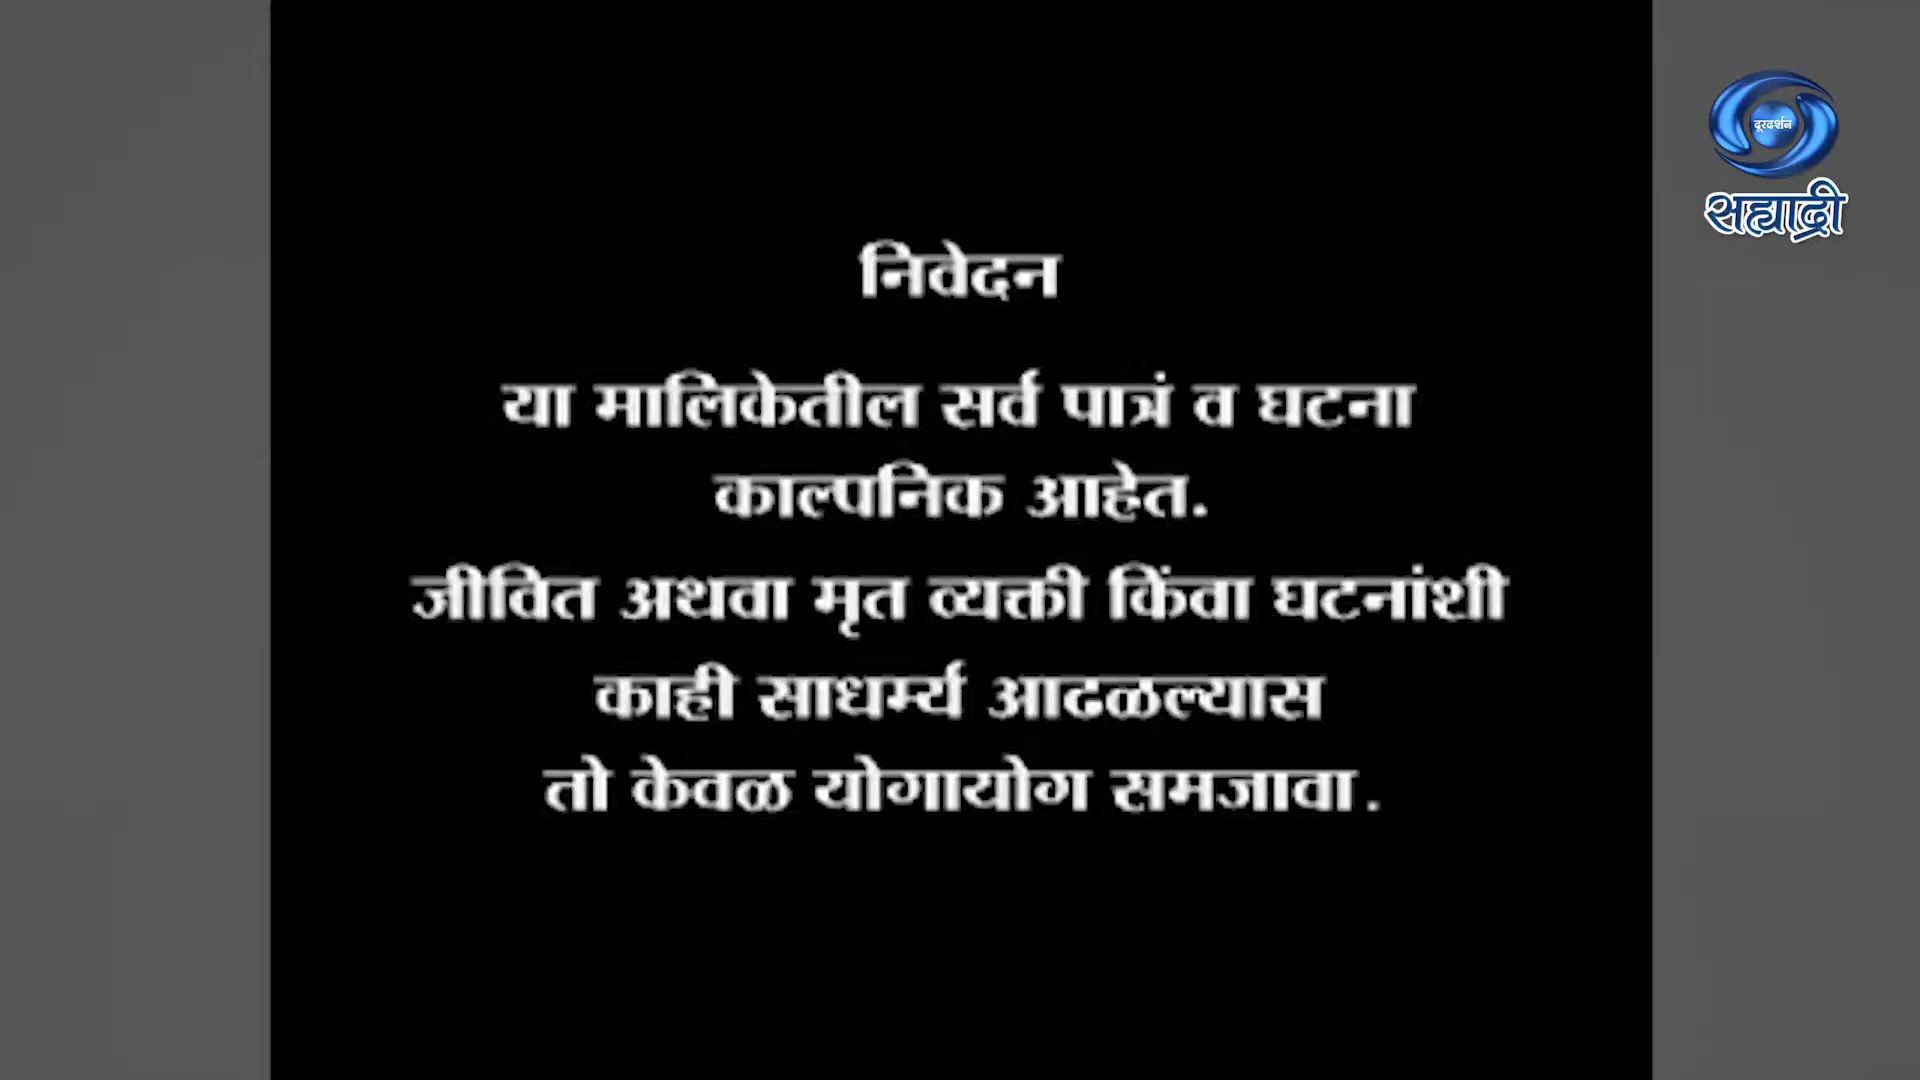 दूरदर्शन
सह्याद्री
निवेदन
या मालिकेतील सर्व पात्रं व घटना
काल्पनिक आहेत.
जीवित अथवा मृत व्यक्ती किंवा घटनांशी
काही साधर्म्य आढळल्यास
तो केवळ योगायोग समजावा.